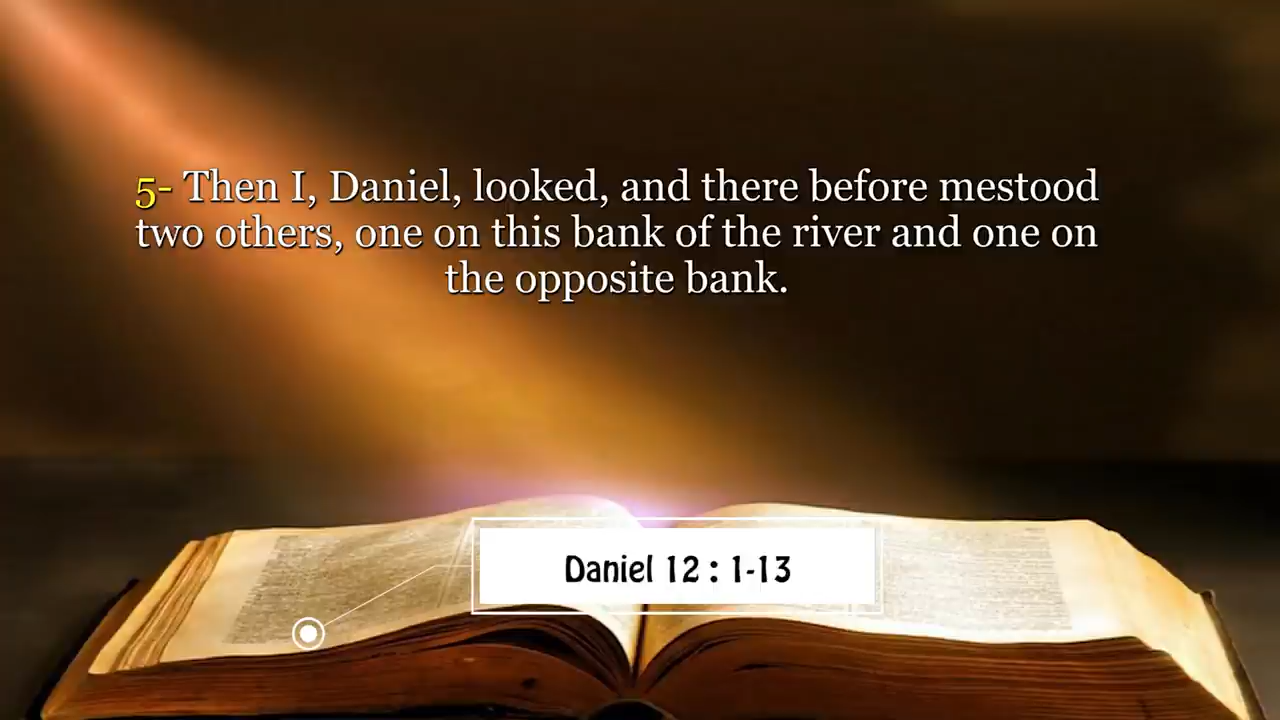 5- Then I, Daniel, looked, and there before mestood
two others, one on this bank of the river and one on
the opposite bank.
Daniel 12 : 1-13